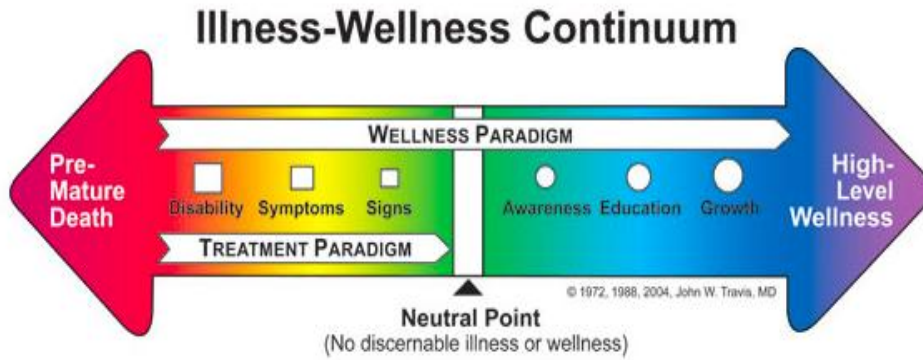 Illness-Wellness Continuum
WELLNESS PARADIGM
Pre-
Mature
Death
Disability Symptoms Signs
Awareness Education Growth
High-
Level
Wellness
TREATMENT PARADIGM
© 1972, 1988, 2004, John W. Travis, MD
Neutral Point
(No discernable illness or wellness)